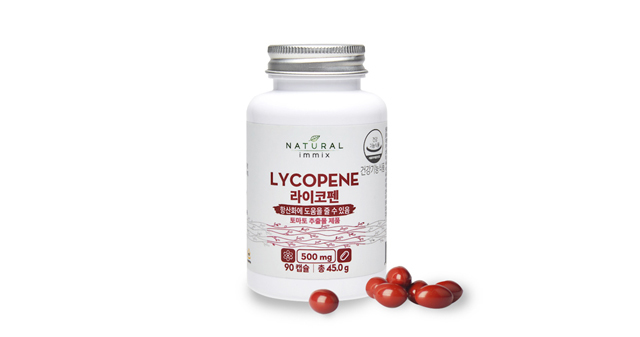 NATURAL
immix
LYCOPENE
라이코펜
항산화에 도움을 줄 수 있음
토마토 추출물 제품
500 mg
90 캡슐 | 총 45.0 g
건강기능식품